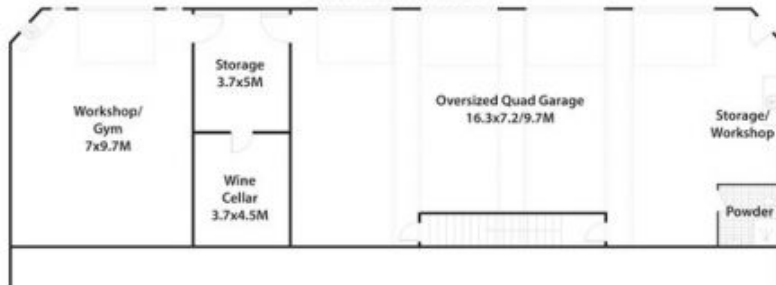 Storage
3.7x5M
Workshop/
Gym
7x9.7M
Oversized Quad Garage
16.3x7.2/9.7M
Storage/
Workshop
Wine
Cellar
3.7x4.5M
Powder